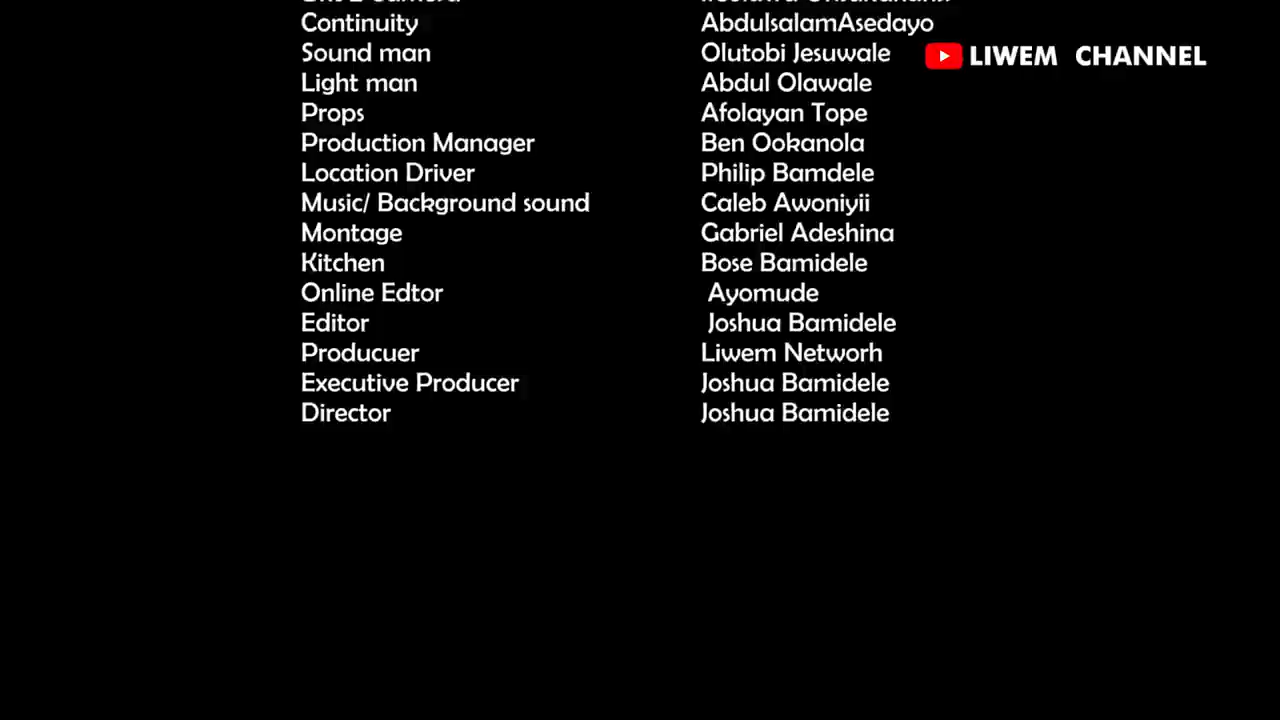 Continuity AbdulsalamAsedayo
Sound man Olutobi Jesuwale
LIWEM CHANNEL
Light man Abdul Olawale
Props Afolayan Tope
Production Manager Ben Ookanola
Location Driver Philip Bamdele
Music/ Background sound Caleb Awoniyii
Montage Gabriel Adeshina
Kitchen Bose Bamidele
Online Edtor Ayomude
Editor Joshua Bamidele
Producuer Liwem Networh
Executive Producer Joshua Bamidele
Director Joshua Bamidele